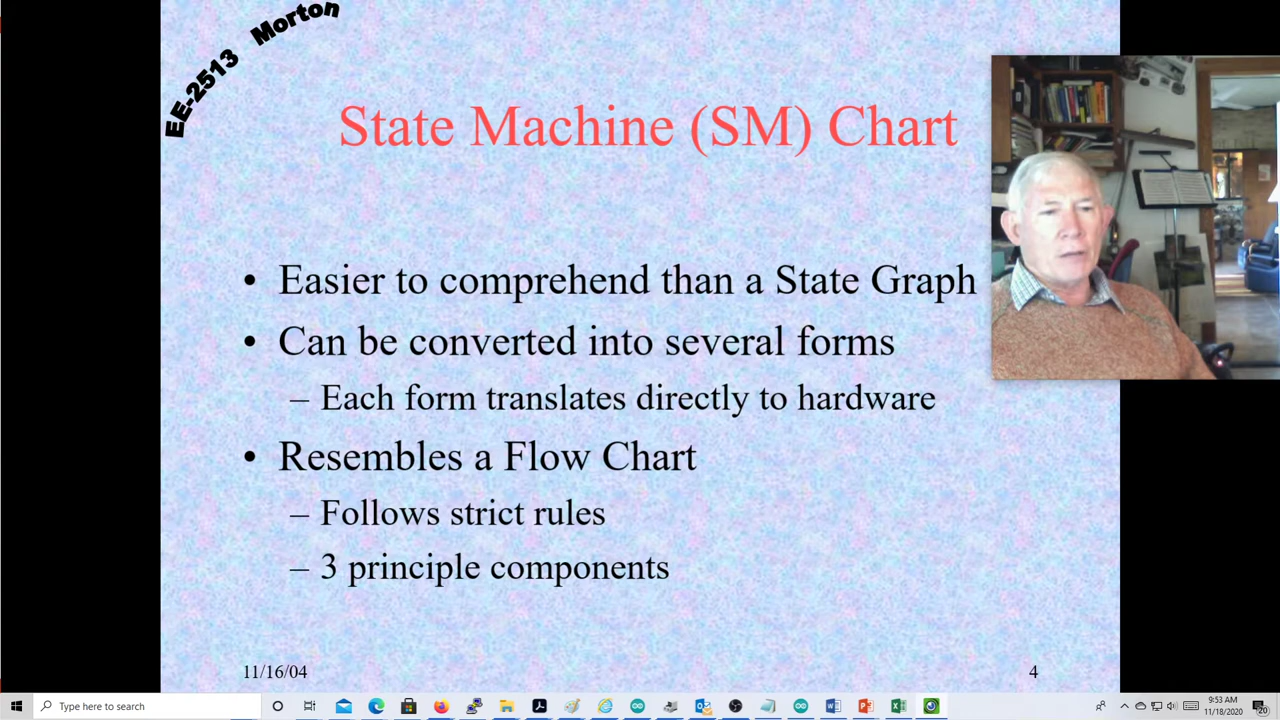 EE-2513 Morton
State Machine (SM) Chart
• Easier to comprehend than a State Graph
• Can be converted into several forms
– Each form translates directly to hardware
• Resembles a Flow Chart
– Follows strict rules
– 3 principle components
11/16/04
4
Type here to search
9:53 AM
11/18/2020
20